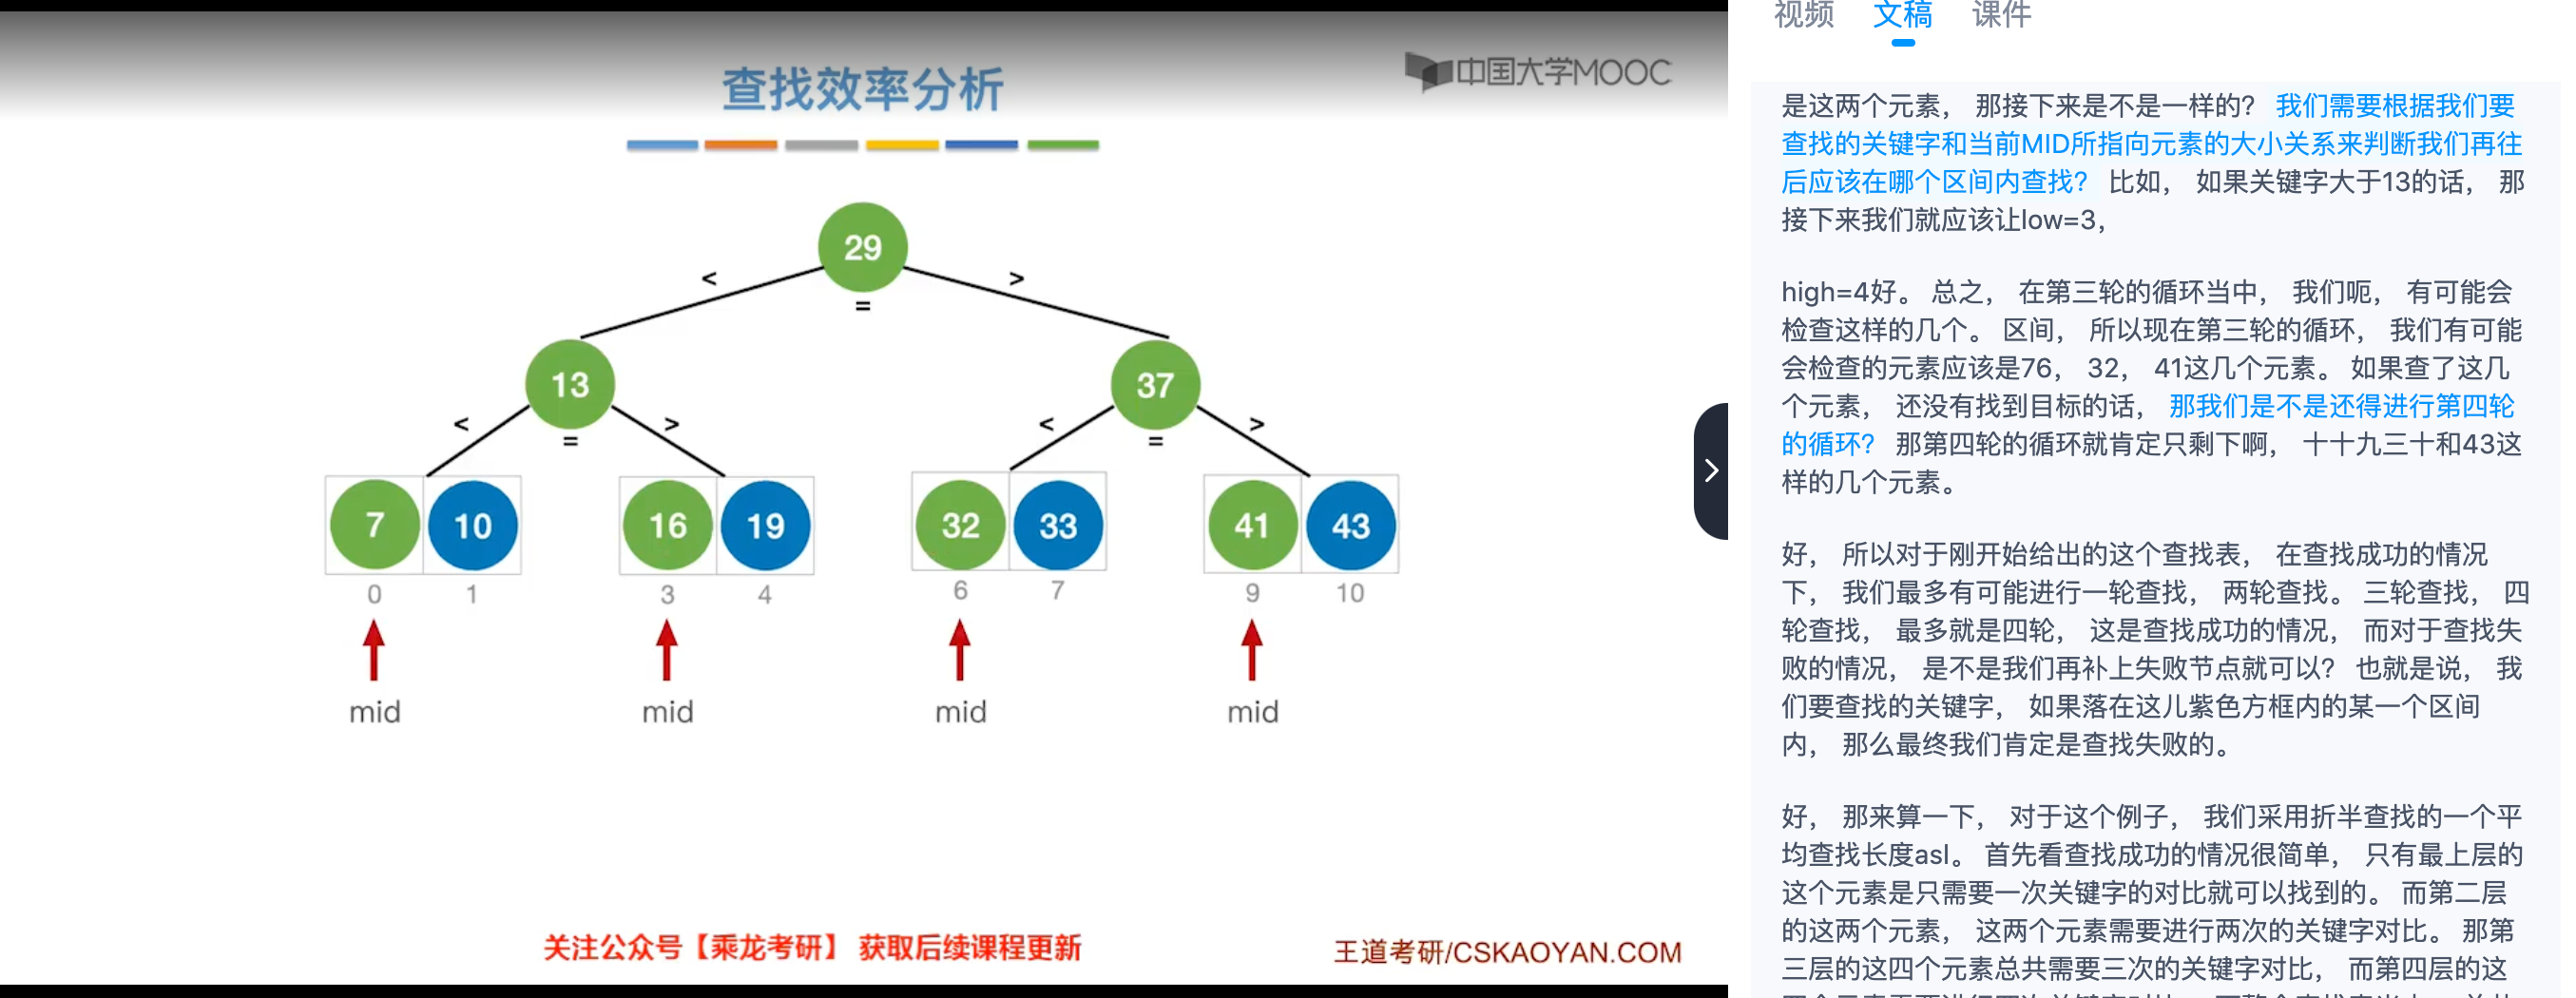 查找效率分析
中国大学MOOC
29
<
>
=
13
37
<
>
<
>
=
=
7
10
16
19
32
33
41
43
0
1
3
4
6
7
9
10
mid
mid
mid
mid
关注公众号【乘龙考研】 获取后续课程更新
王道考研/CSKAOYAN.COM
视频
文稿
课件
是这两个元素， 那接下来是不是一样的？ 我们需要根据我们要
查找的关键字和当前MID所指向元素的大小关系来判断我们再往
后应该在哪个区间内查找？ 比如， 如果关键字大于13的话， 那
接下来我们就应该让low=3，
high=4好。 总之， 在第三轮的循环当中， 我们呃， 有可能会
检查这样的几个。 区间， 所以现在第三轮的循环， 我们有可能
会检查的元素应该是76， 32， 41这几个元素。 如果查了这几
个元素， 还没有找到目标的话， 那我们是不是还得进行第四轮
的循环？ 那第四轮的循环就肯定只剩下啊， 十十九三十和43这
样的几个元素。
好， 所以对于刚开始给出的这个查找表， 在查找成功的情况
下， 我们最多有可能进行一轮查找， 两轮查找。 三轮查找， 四
轮查找， 最多就是四轮， 这是查找成功的情况， 而对于查找失
败的情况， 是不是我们再补上失败节点就可以？ 也就是说， 我
们要查找的关键字， 如果落在这儿紫色方框内的某一个区间
内， 那么最终我们肯定是查找失败的。
好， 那来算一下， 对于这个例子， 我们采用折半查找的一个平
均查找长度asl。 首先看查找成功的情况很简单， 只有最上层的
这个元素是只需要一次关键字的对比就可以找到的。 而第二层
的这两个元素， 这两个元素需要进行两次的关键字对比。 那第
三层的这四个元素总共需要三次的关键字对比， 而第四层的这